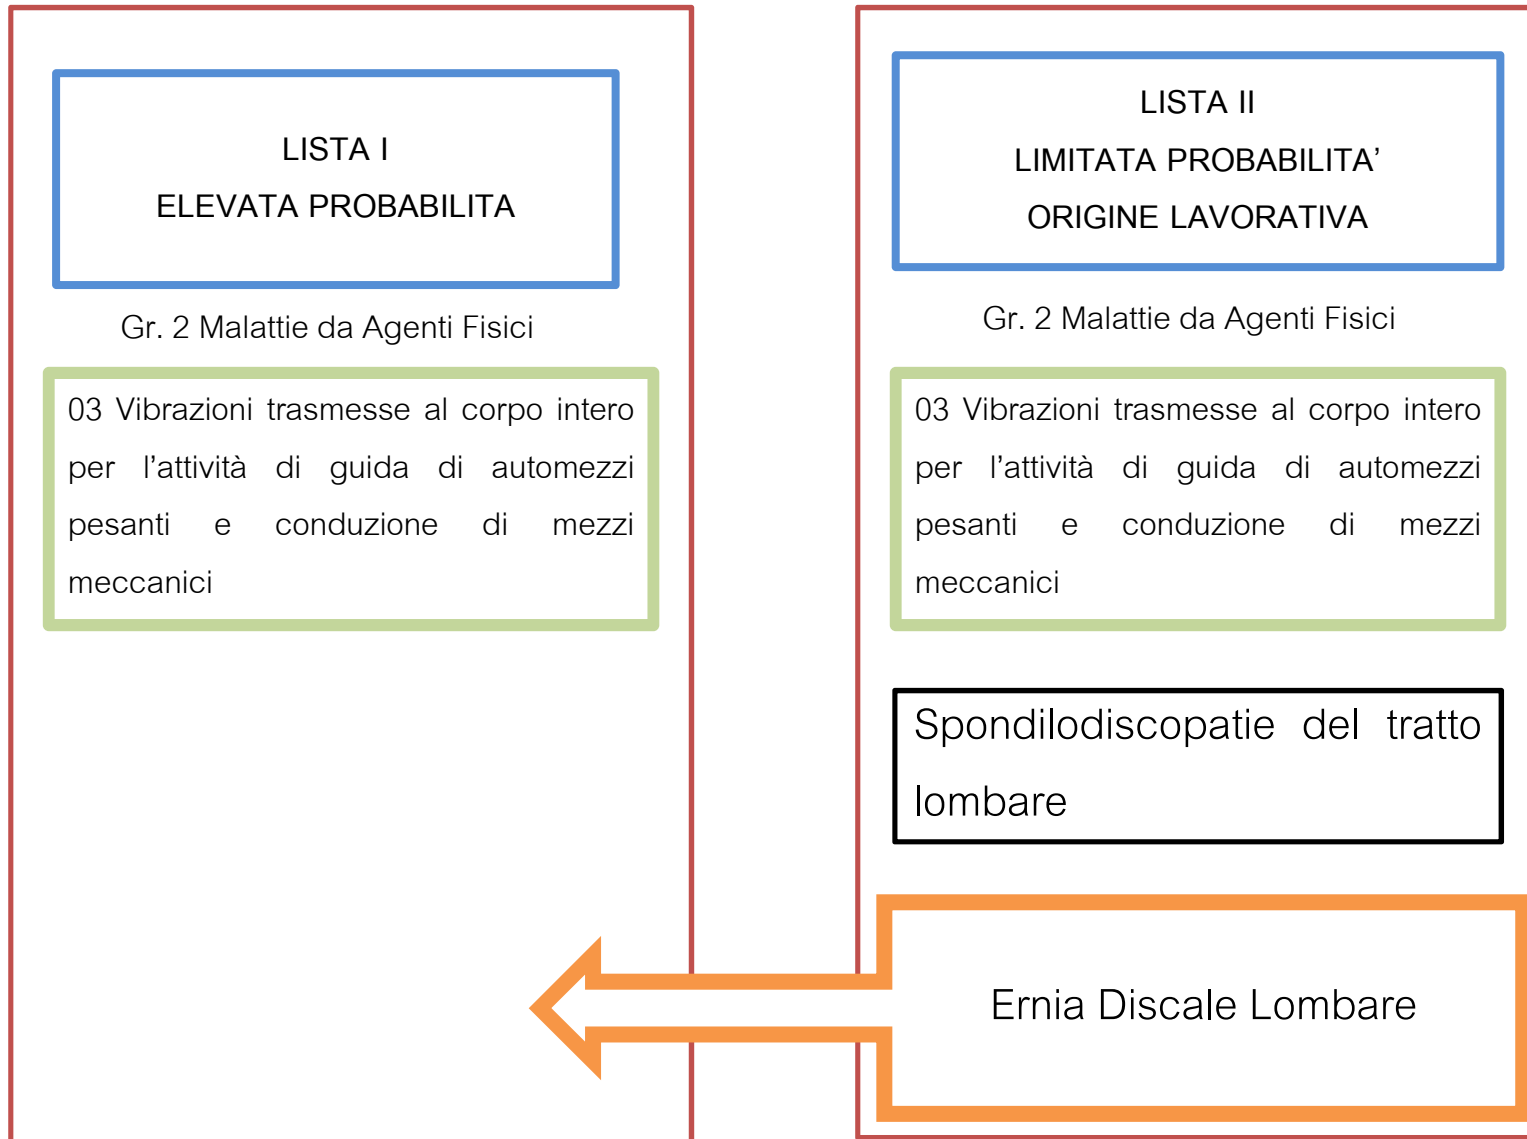 LISTA I
ELEVATA PROBABILITA
Gr. 2 Malattie da Agenti Fisici
03 Vibrazioni trasmesse al corpo intero
per l’attività di guida di automezzi
pesanti e conduzione di mezzi
meccanici
LISTA II
LIMITATA PROBABILITA’
ORIGINE LAVORATIVA
Gr. 2 Malattie da Agenti Fisici
03 Vibrazioni trasmesse al corpo intero
per l’attività di guida di automezzi
pesanti e conduzione di mezzi
meccanici
Spondilodiscopatie del tratto
lombare
Ernia Discale Lombare